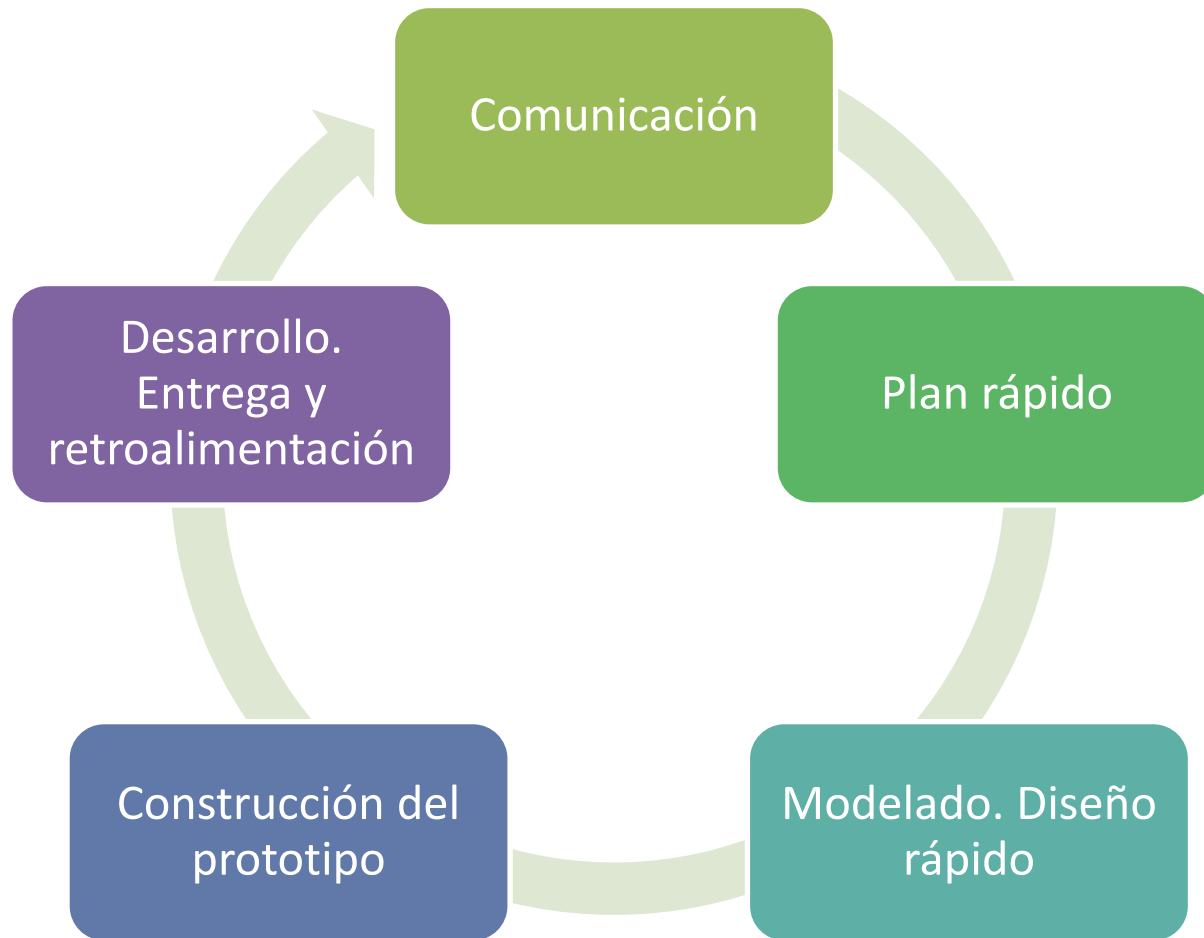 Comunicación
Plan rápido
Modelado. Diseño
rápido
Construcción del
prototipo
Desarrollo.
Entrega y
retroalimentación